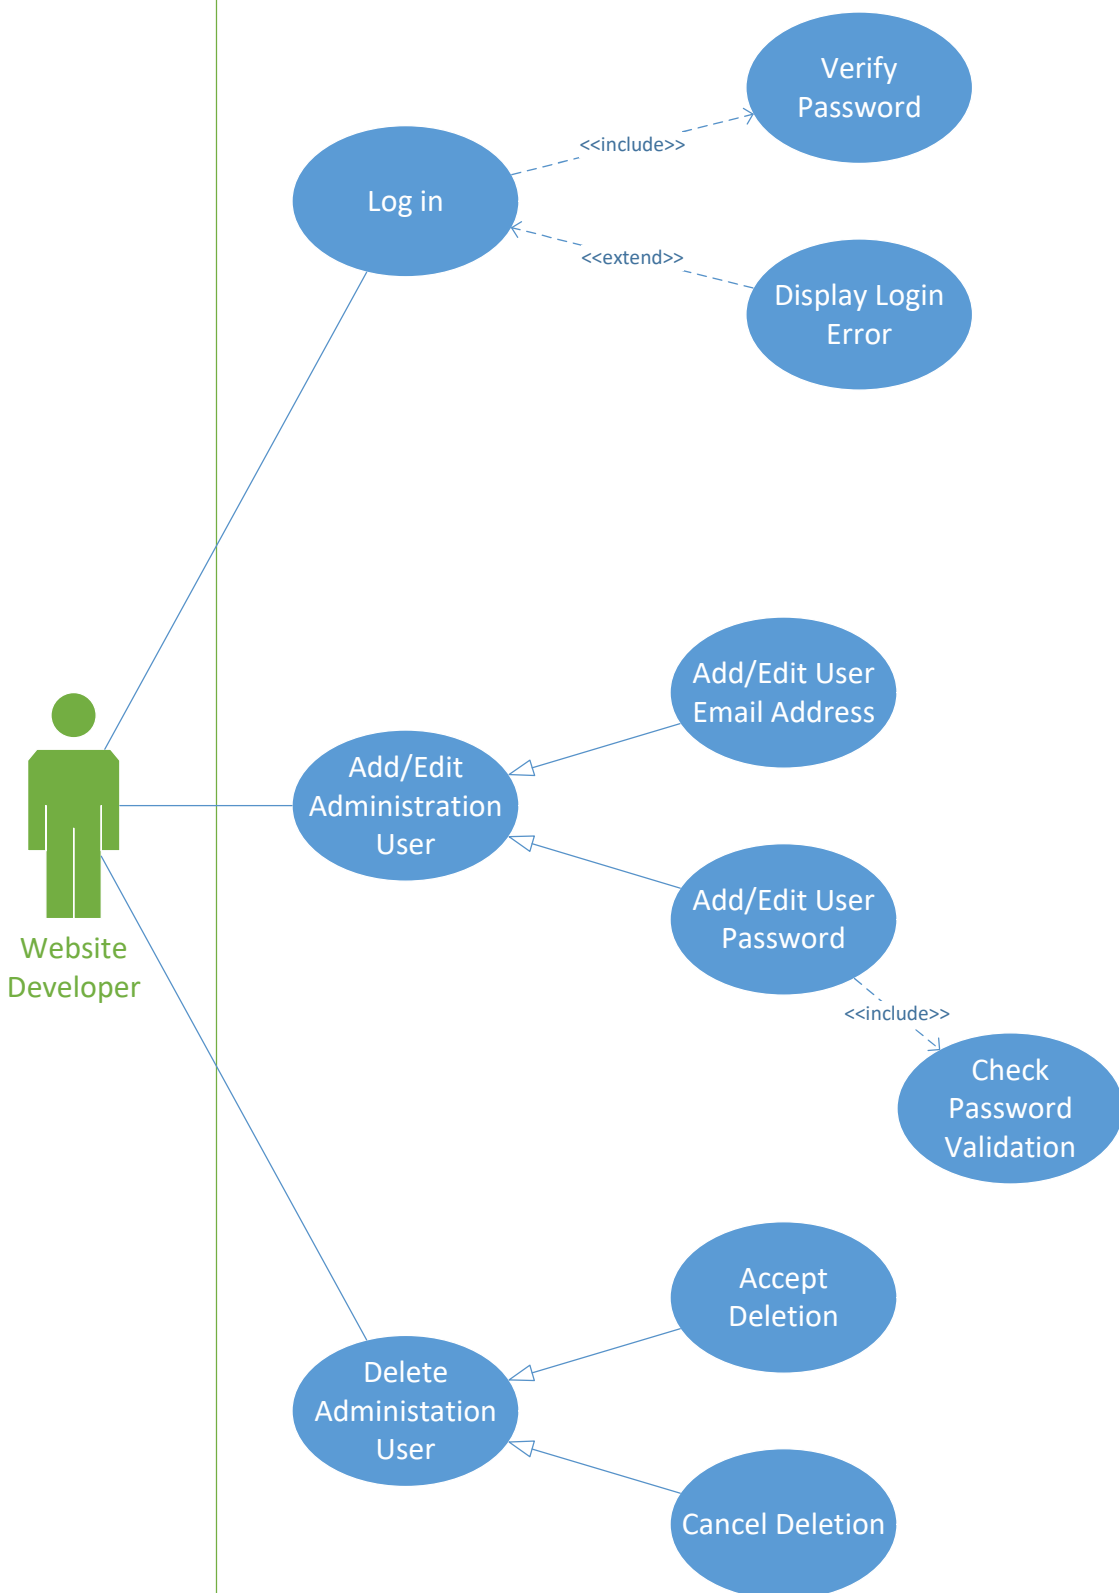 Verify
Password
<<include>>
Log in
<<extend>>
Display Login
Error
Add/Edit User
Email Address
Add/Edit
Administration
User
Add/Edit User
Password
Website
Developer
<<include>>
Check
Password
Validation
Accept
Deletion
Delete
Administation
User
Cancel Deletion